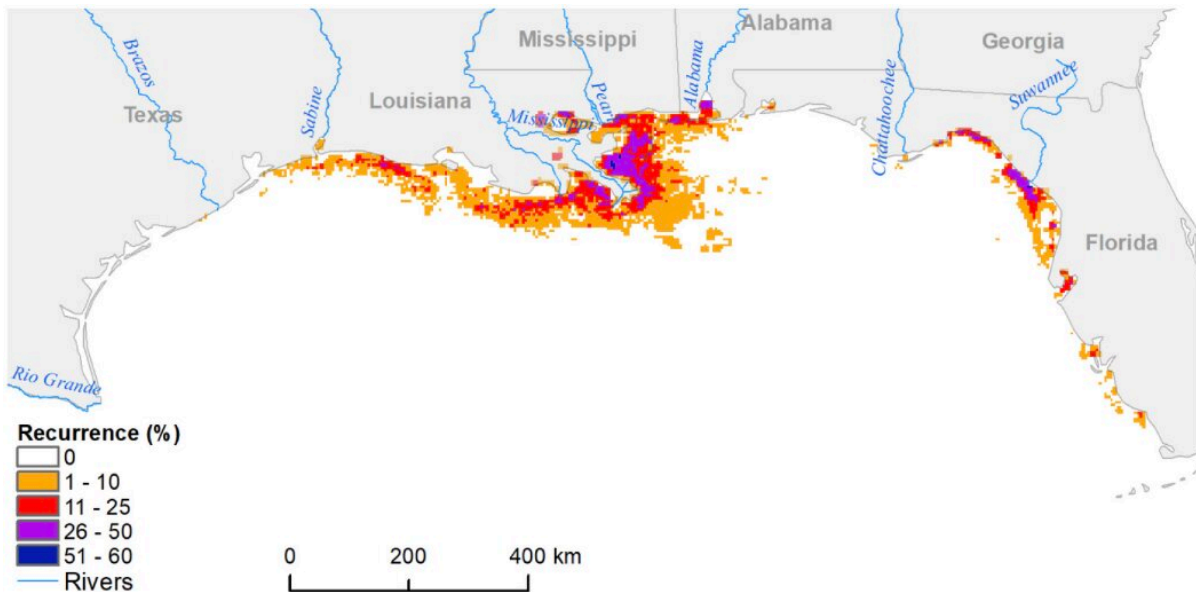 Mississippi
Alabama
Georgia
Brazos
Texas
Sabine
Louisiana
Mississippi
Pearl
Alabama
Chattahoochee
Suwannee
Florida
Rio Grande
Recurrence (%)
0
1 - 10
11 - 25
26 - 50
51 - 60
Rivers
0 200 400 km